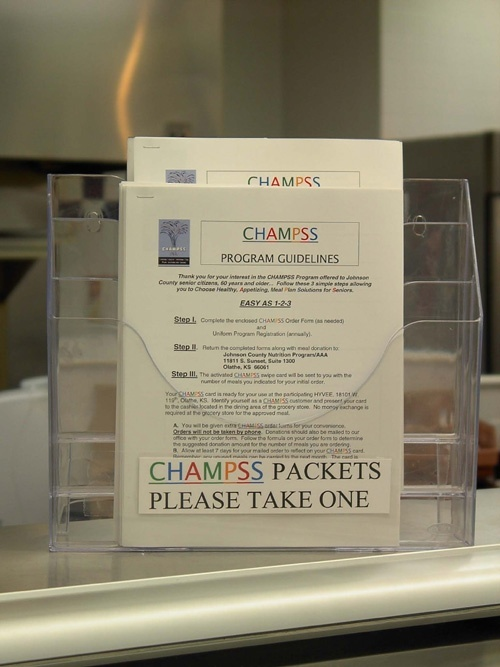 CHAMPSS
CHAMPSS
PROGRAM GUIDELINES
CHAMPSS
Thank you for your interest in the CHAMPSS Program offered to Johnson
County senior citizens, 60 years and older... Follow these 3 simple steps allowing
you to Choose Healthy, Appetizing, Meal Plan Solutions for Seniors.
EASY AS 1-2-3
Step I. Complete the enclosed CHAMPSS Order Form (as needed)
and
Uniform Program Registration (annually).
Step II. Return the completed forms along with meal donation to:
Johnson County Nutrition Program/AAA
11811 S. Sunset, Suite 1300
Olathe, KS 66061
Step III. The activated CHAMPSS swipe card will be sent to you with the
number of meals you indicated for your initial order.
Your CHAMPSS card is ready for your use at the participating HYVEE, 18101 W.
119th, Olathe, KS. Identify yourself as a CHAMPSS customer and present your card
to the cashier located in the dining area of the grocery store. No money exchange is
required at the grocery store for the approved meal.
A. You will be given extra CHAMPSS order forms for your convenience.
Orders will not be taken by phone. Donations should also be mailed to our
office with your order form. Follow the formula on your order form to determine
the suggested donation amount for the number of meals you are ordering.
B. Allow at least 7 days for your mailed order to reflect on your CHAMPSS card.
Remember, any unused meals can be carried to the next month. The card is
CHAMPSS PACKETS
PLEASE TAKE ONE